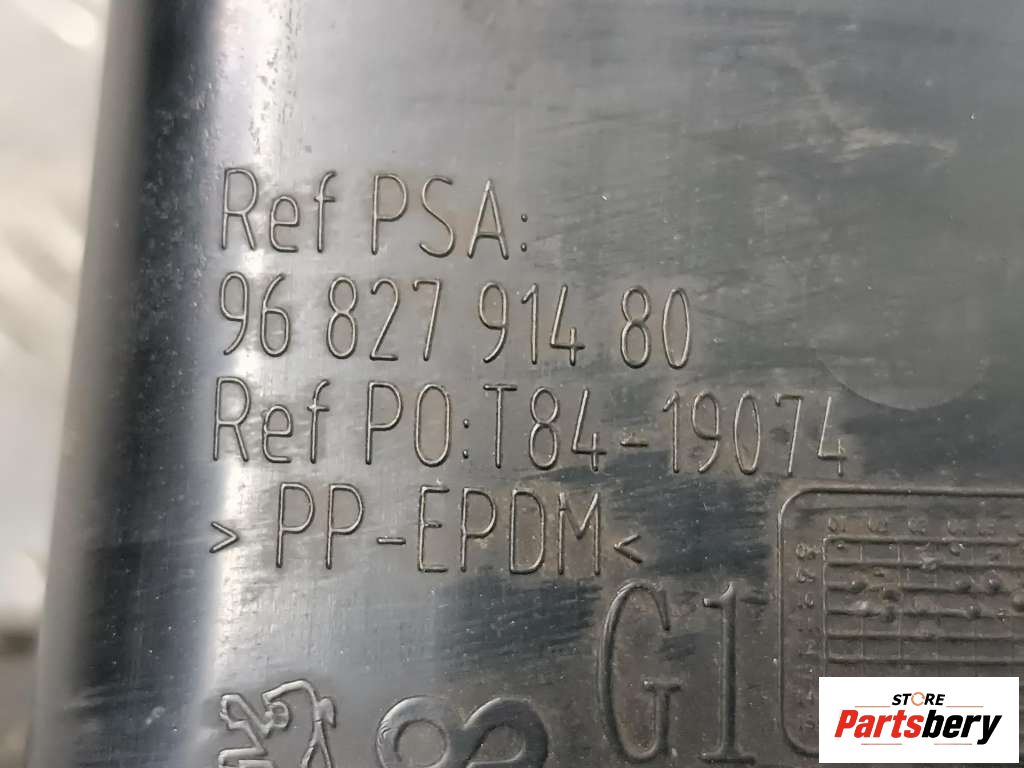 Ref PSA:
96 827 914 80
Ref PO:T84-19074
>PP-EPDM<
G1
STORE
Partsbery